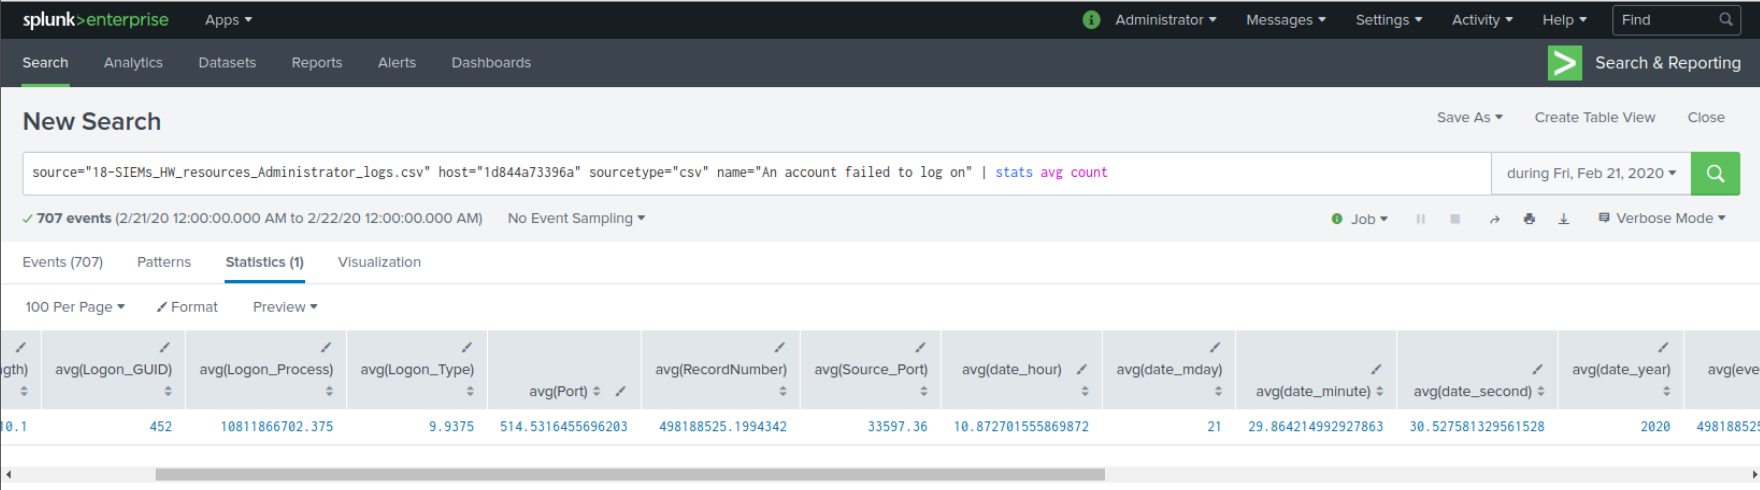 splunk>enterprise Apps Administrator Messages Settings Activity Help Find
Search Analytics Datasets Reports Alerts Dashboards Search & Reporting
New Search Save As Create Table View Close
source="18-SIEMs_HW_resources_Administrator_logs.csv" host="1d844a73396a" sourcetype="csv" name="An account failed to log on" | stats avg count during Fri, Feb 21, 2020
707 events (2/21/20 12:00:00.000 AM to 2/22/20 12:00:00.000 AM) No Event Sampling Job Verbose Mode
Events (707) Patterns Statistics (1) Visualization
100 Per Page Format Preview
gth) avg(Logon_GUID) avg(Logon_Process) avg(Logon_Type) avg(Port) avg(RecordNumber) avg(Source_Port) avg(date_hour) avg(date_mday) avg(date_minute) avg(date_second) avg(date_year) avg(eve
10.1 452 10811866702.375 9.9375 514.5316455696203 498188525.1994342 33597.36 10.872701555869872 21 29.864214992927863 30.527581329561528 2020 498188525